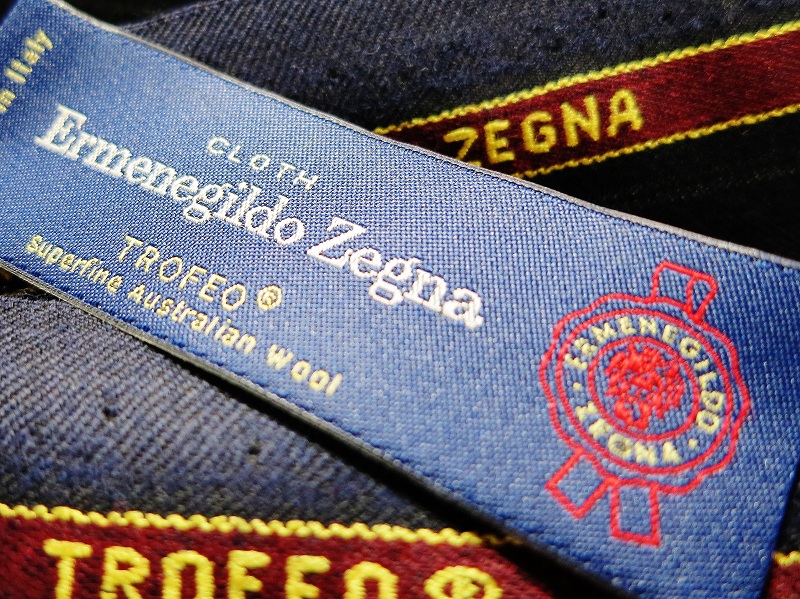 in Italy
CLOTH
Ermenegildo Zegna
TROFEO®
Superfine Australian Wool
ERMENEGILDO · ZEGNA ·
ZEGNA
TROFEO®